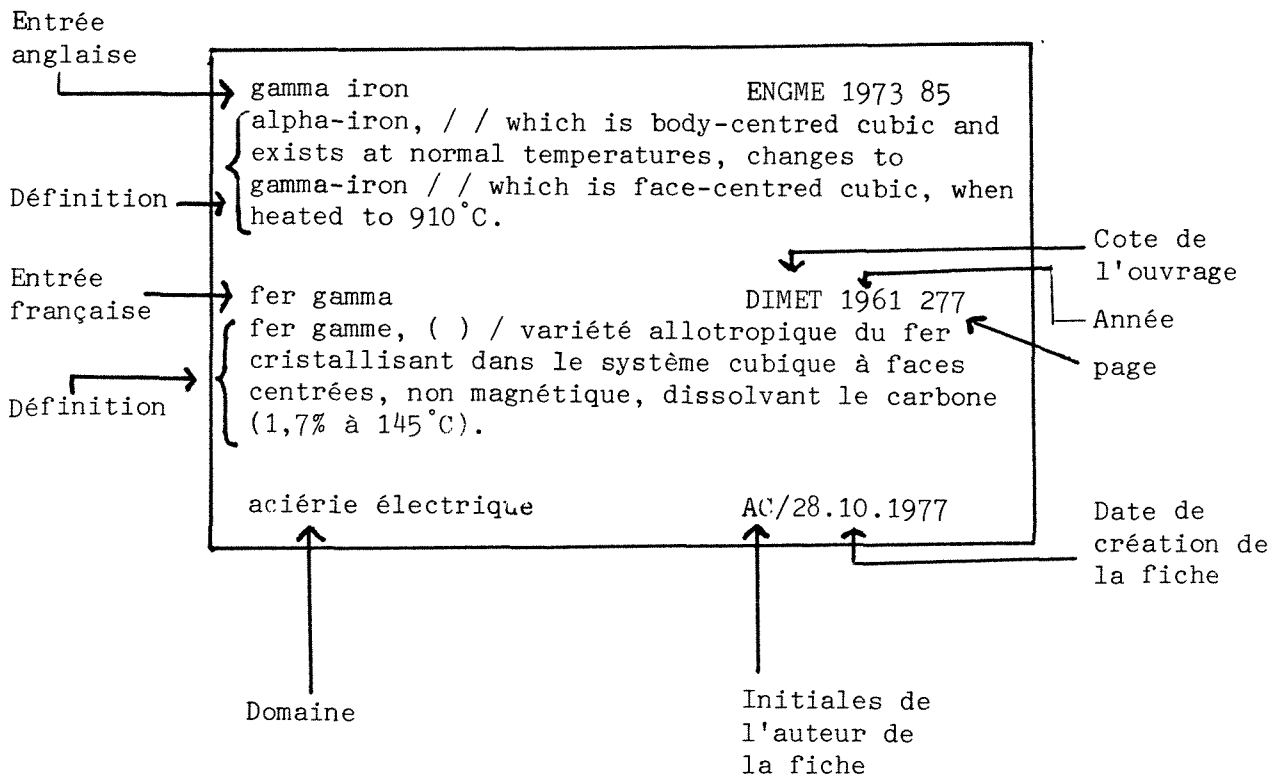 Entrée
anglaise
gamma iron ENGME 1973 85
alpha-iron, / / which is body-centred cubic and
exists at normal temperatures, changes to
gamma-iron / / which is face-centred cubic, when
heated to 910°C.
Définition
Cote de
l'ouvrage
Entrée
française
fer gamma DIMET 1961 277
Année
fer gamme, ( ) / variété allotropique du fer
cristallisant dans le système cubique à faces
centrées, non magnétique, dissolvant le carbone
(1,7% à 145°C).
page
Définition
aciérie électrique AC/28.10.1977
Date de
création de
la fiche
Domaine
Initiales de
l'auteur de
la fiche